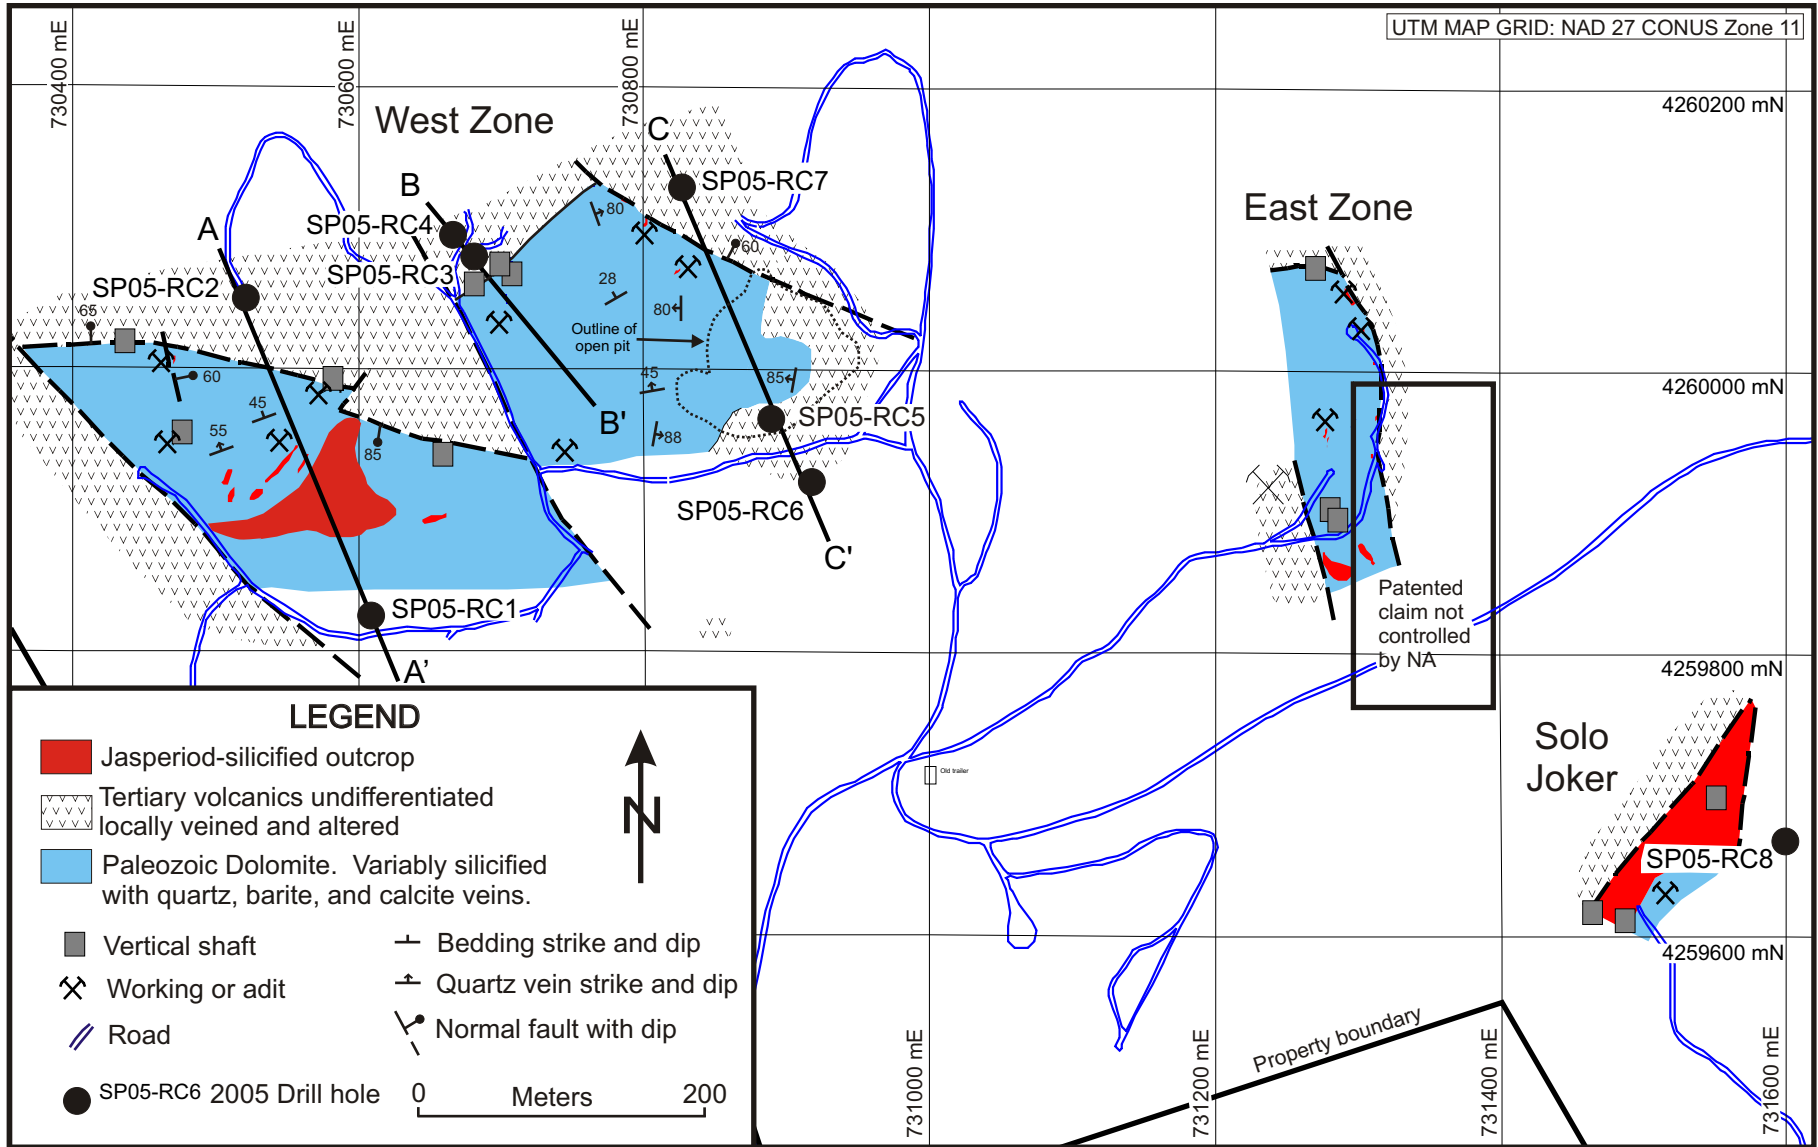 UTM MAP GRID: NAD 27 CONUS Zone 11
730400 mE
730600 mE
730800 mE
4260200 mN
West Zone
C
B
A
SP05-RC7
80
SP05-RC4
East Zone
60
SP05-RC3
SP05-RC2
28
65
80
Outline of
open pit
60
45
85
4260000 mN
45
B'
SP05-RC5
55
85
88
SP05-RC6
C'
Patented
claim not
controlled
by NA
SP05-RC1
A'
4259800 mN
Solo
Joker
Old trailer
SP05-RC8
4259600 mN
LEGEND
Jasperiod-silicified outcrop
Tertiary volcanics undifferentiated
locally veined and altered
Paleozoic Dolomite. Variably silicified
with quartz, barite, and calcite veins.
N
Vertical shaft
Bedding strike and dip
Working or adit
Quartz vein strike and dip
Road
Normal fault with dip
SP05-RC6 2005 Drill hole
0 Meters 200
Property boundary
731000 mE
731200 mE
731400 mE
731600 mE